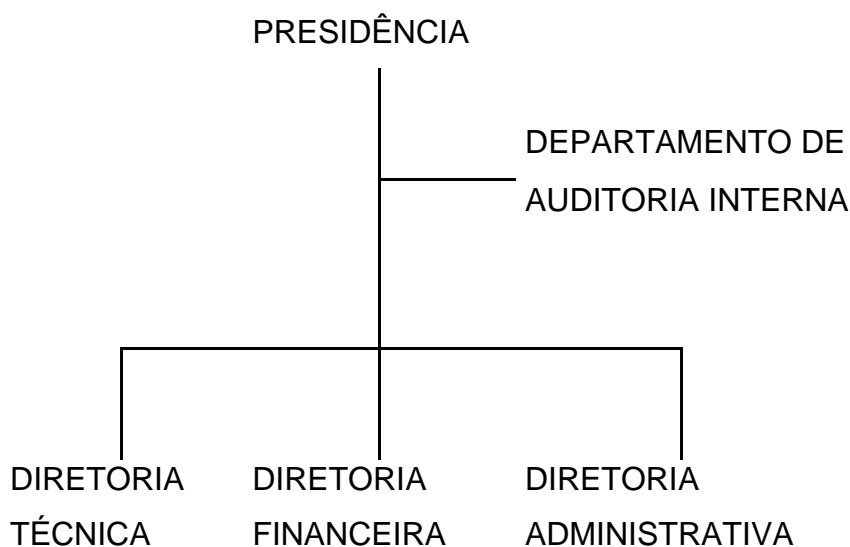 PRESIDÊNCIA
DEPARTAMENTO DE
AUDITORIA INTERNA
DIRETORIA
TÉCNICA
DIRETORIA
FINANCEIRA
DIRETORIA
ADMINISTRATIVA